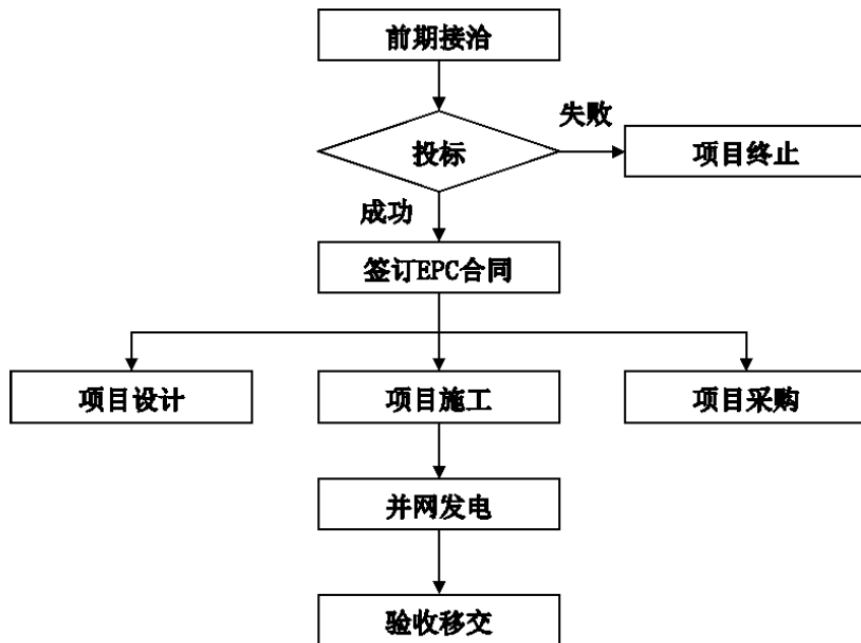 前期接洽
失败
投标
项目终止
成功
签订EPC合同
项目设计
项目施工
项目采购
并网发电
验收移交